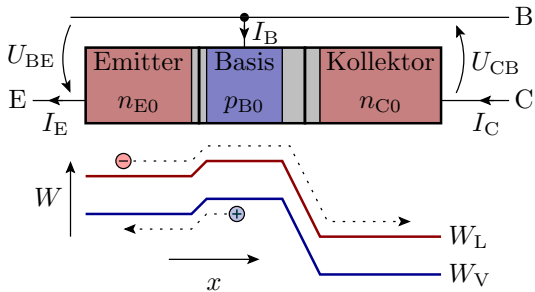 B
I_B
U_BE
U_CB
Emitter Basis Kollektor
n_E0 p_B0 n_C0
E C
I_E I_C
−
W
+
W_L
W_V
x